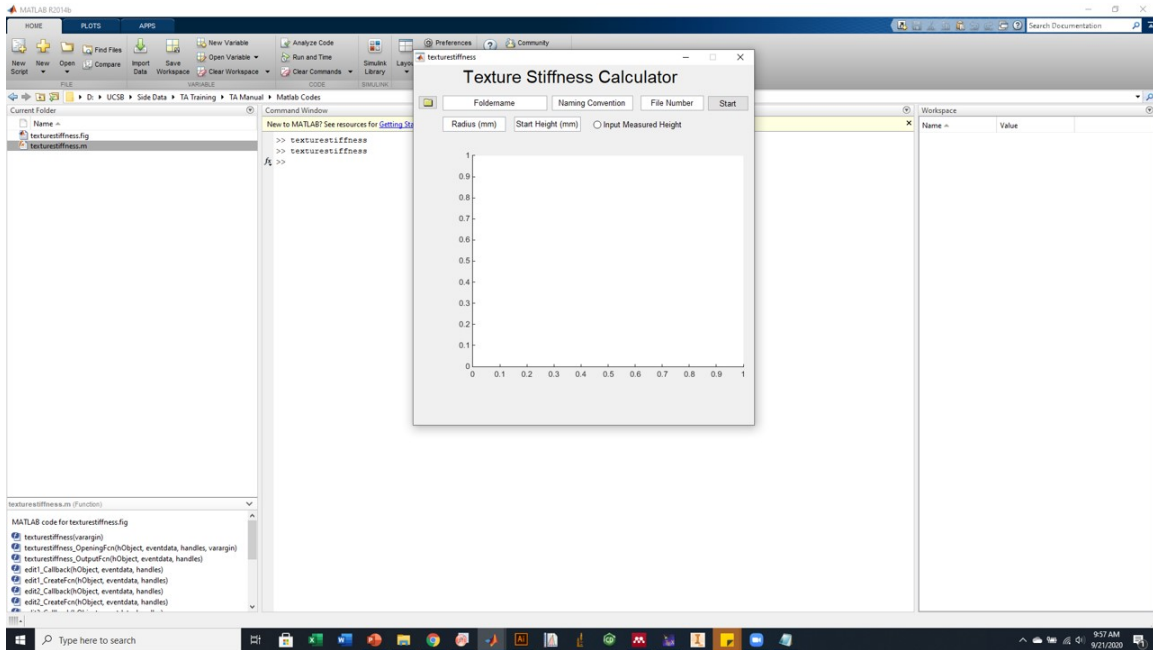 MATLAB R2014b
HOME PLOTS APPS
Search Documentation
New Script
New
Open
Find Files
Compare
Import Data
Save Workspace
New Variable
Open Variable
Clear Workspace
Analyze Code
Run and Time
Clear Commands
Simulink Library
Layou
Preferences
Community
FILE VARIABLE CODE SIMULINK
D: UCSB Side Data TA Training TA Manual Matlab Codes
Current Folder
Name
texturestiffness.fig
texturestiffness.m
Command Window
New to MATLAB? See resources for Getting Sta
>> texturestiffness
>> texturestiffness
fx >>
texturestiffness
Texture Stiffness Calculator
Foldername Naming Convention File Number Start
Radius (mm) Start Height (mm) Input Measured Height
1
0.9
0.8
0.7
0.6
0.5
0.4
0.3
0.2
0.1
0
0 0.1 0.2 0.3 0.4 0.5 0.6 0.7 0.8 0.9 1
Workspace
Name Value
texturestiffness.m (Function)
MATLAB code for texturestiffness.fig
texturestiffness(varargin)
texturestiffness_OpeningFcn(hObject, eventdata, handles, varargin)
texturestiffness_OutputFcn(hObject, eventdata, handles)
edit1_Callback(hObject, eventdata, handles)
edit1_CreateFcn(hObject, eventdata, handles)
edit2_Callback(hObject, eventdata, handles)
edit2_CreateFcn(hObject, eventdata, handles)
Type here to search
9:57 AM
9/21/2020